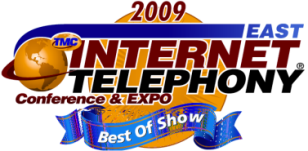 2009
EAST
TMC
INTERNET
TELEPHONY®
Conference & EXPO
Best Of Show